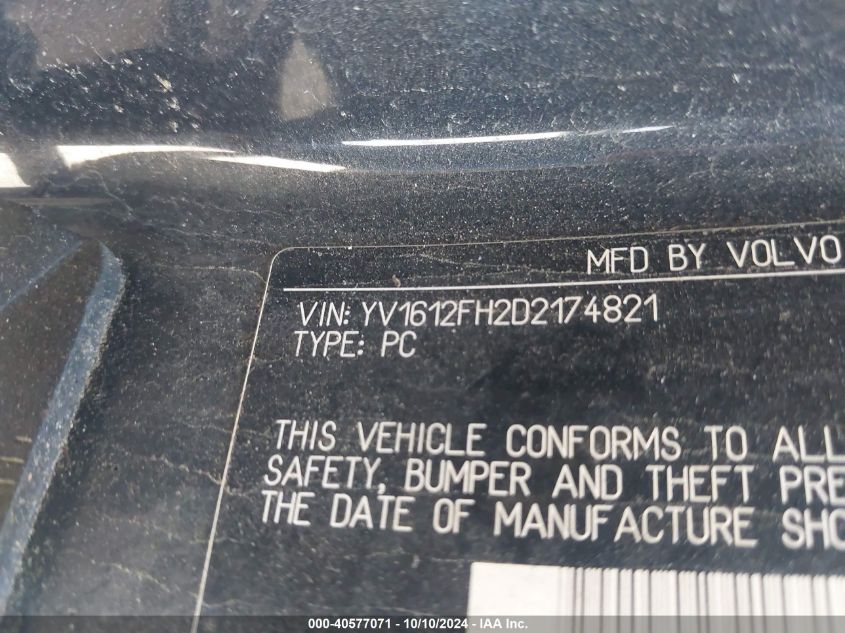 MFD BY VOLVO
VIN: YV1612FH2D2174821
TYPE: PC
THIS VEHICLE CONFORMS TO ALL
SAFETY, BUMPER AND THEFT PRE
THE DATE OF MANUFACTURE SHO
000-40577071 - 10/10/2024 - IAA Inc.